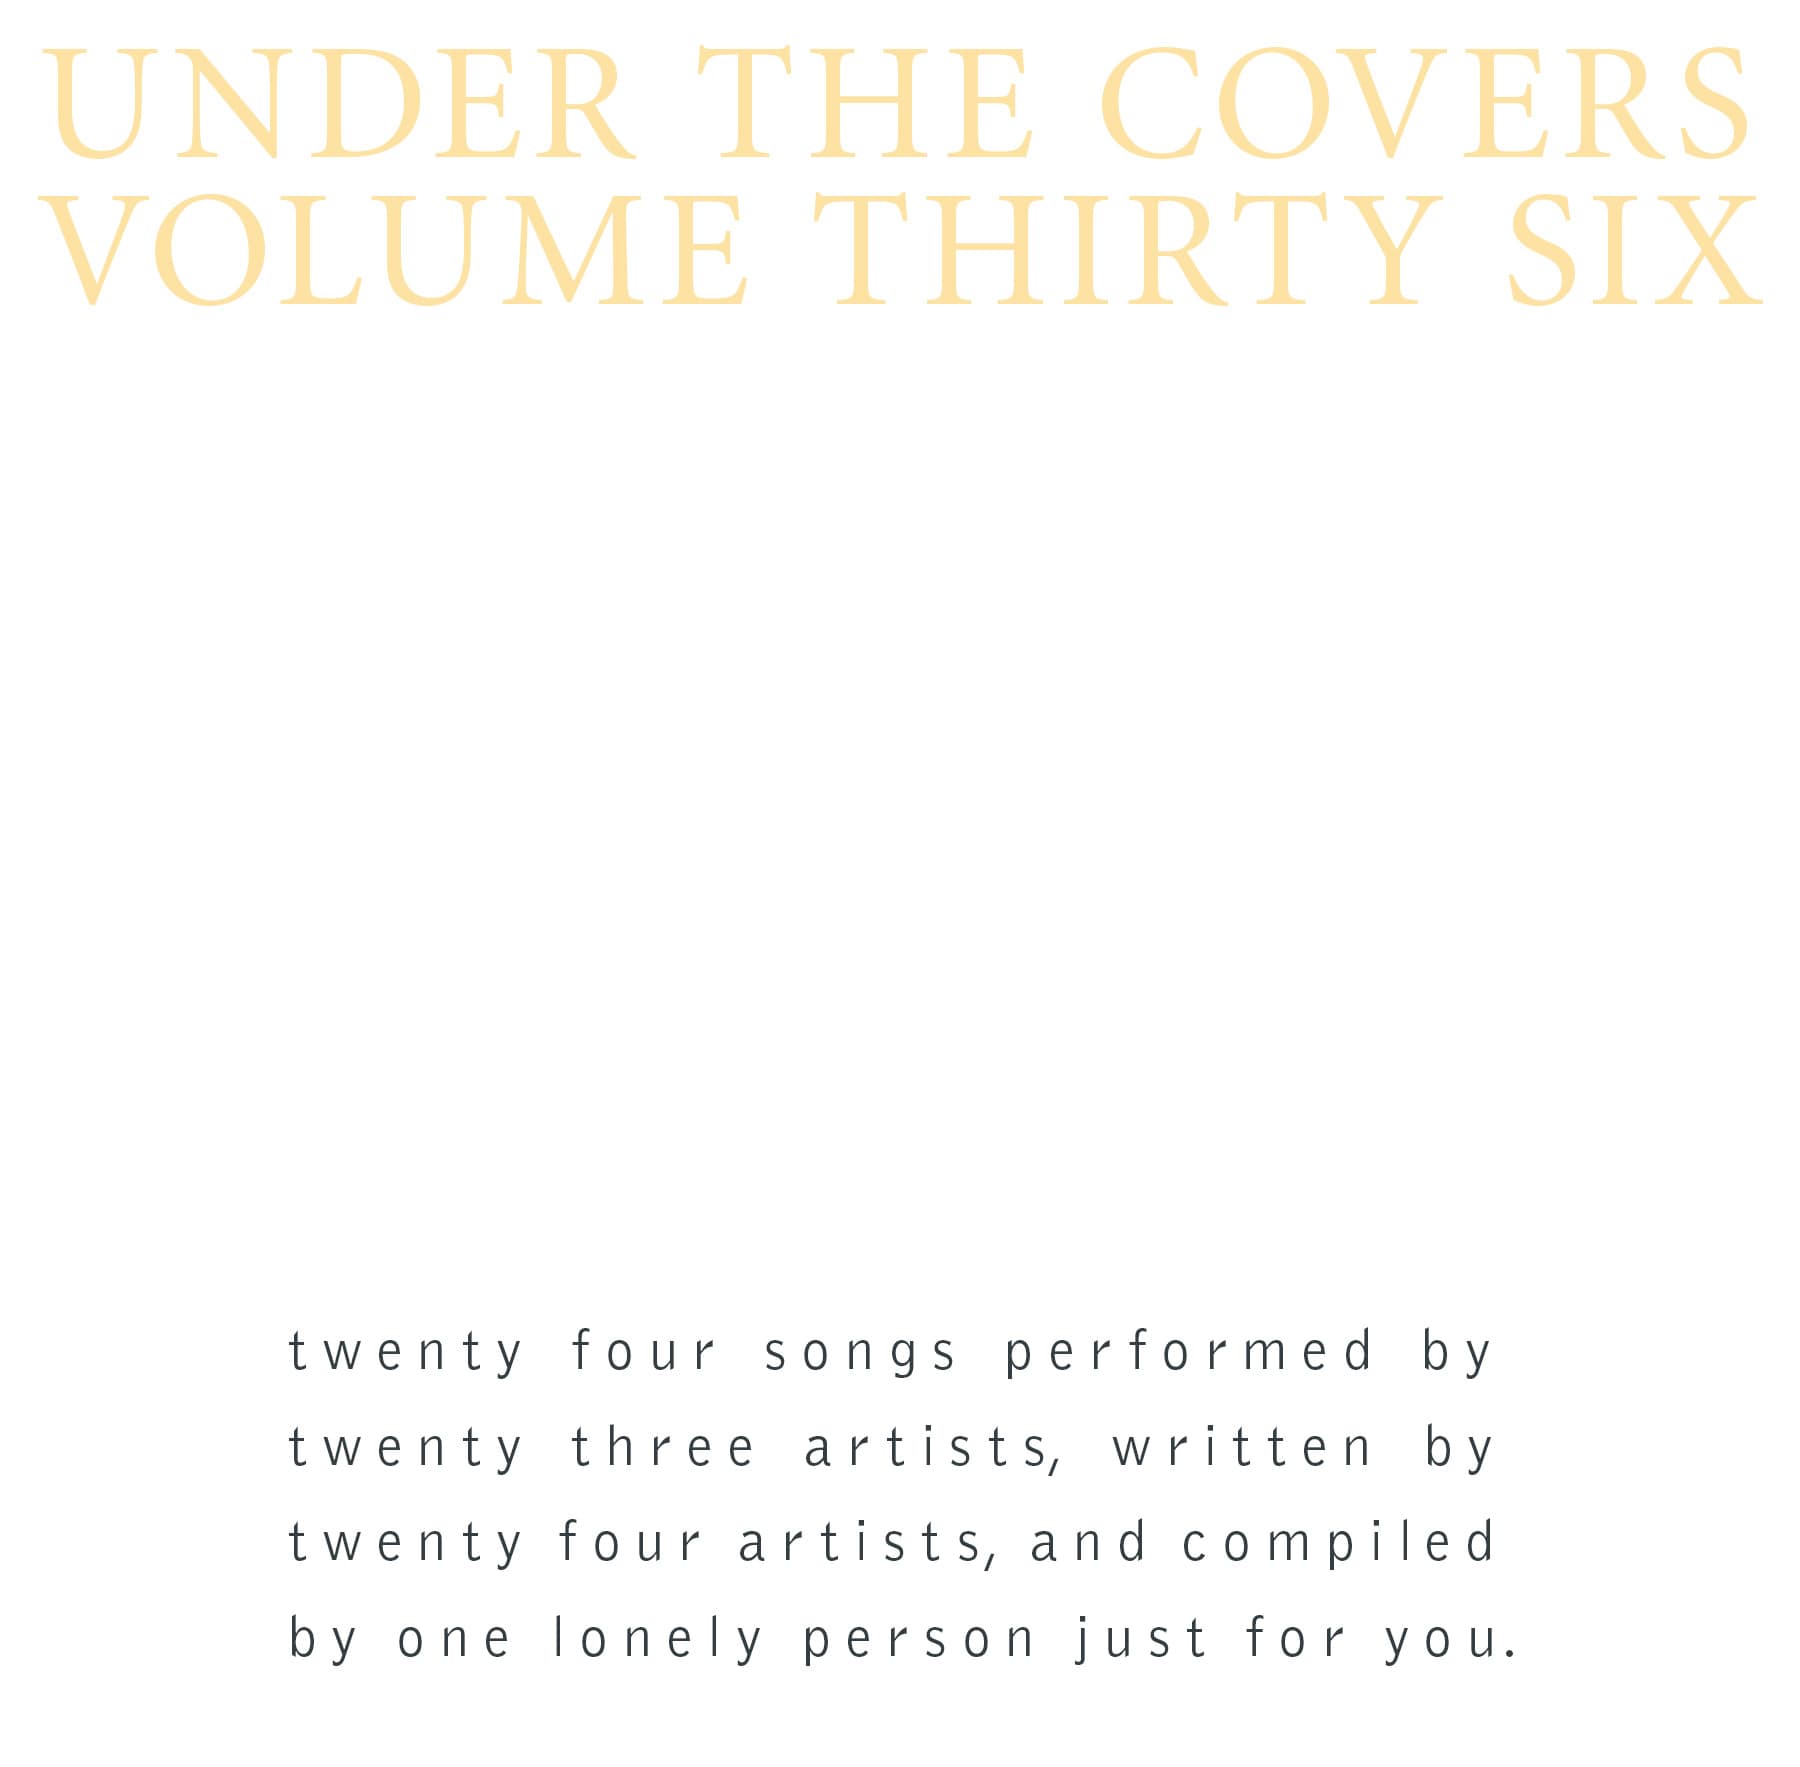 UNDER THE COVERS
VOLUME THIRTY SIX
twenty four songs performed by
twenty three artists, written by
twenty four artists, and compiled
by one lonely person just for you.